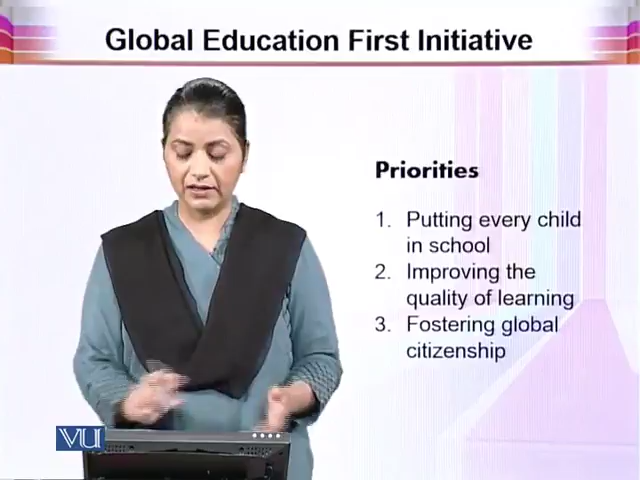 Global Education First Initiative
Priorities
1. Putting every child
in school
2. Improving the
quality of learning
3. Fostering global
citizenship
VU